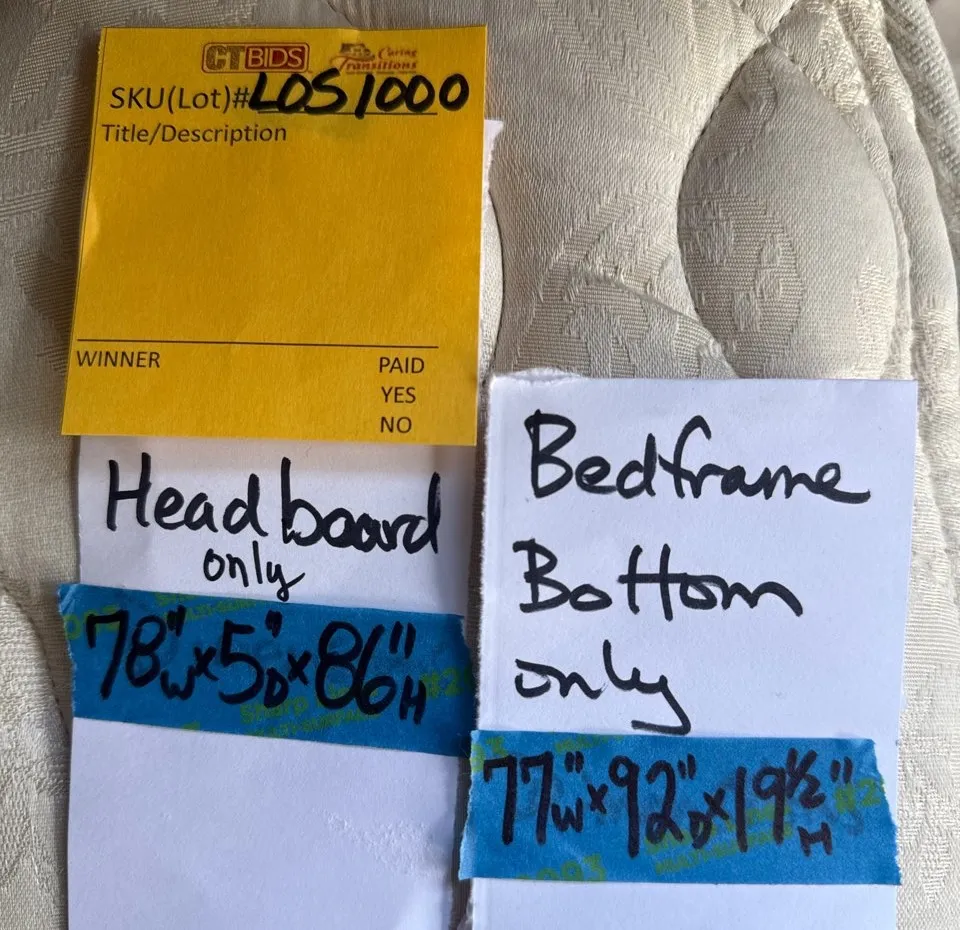 CTBIDS Caring Transitions
SKU(Lot)# LOS1000
Title/Description
WINNER PAID
YES
NO
Headboard
only
78"W x 5"D x 86"H
Bedframe
Bottom
only
77"W x 92"D x 19½"H